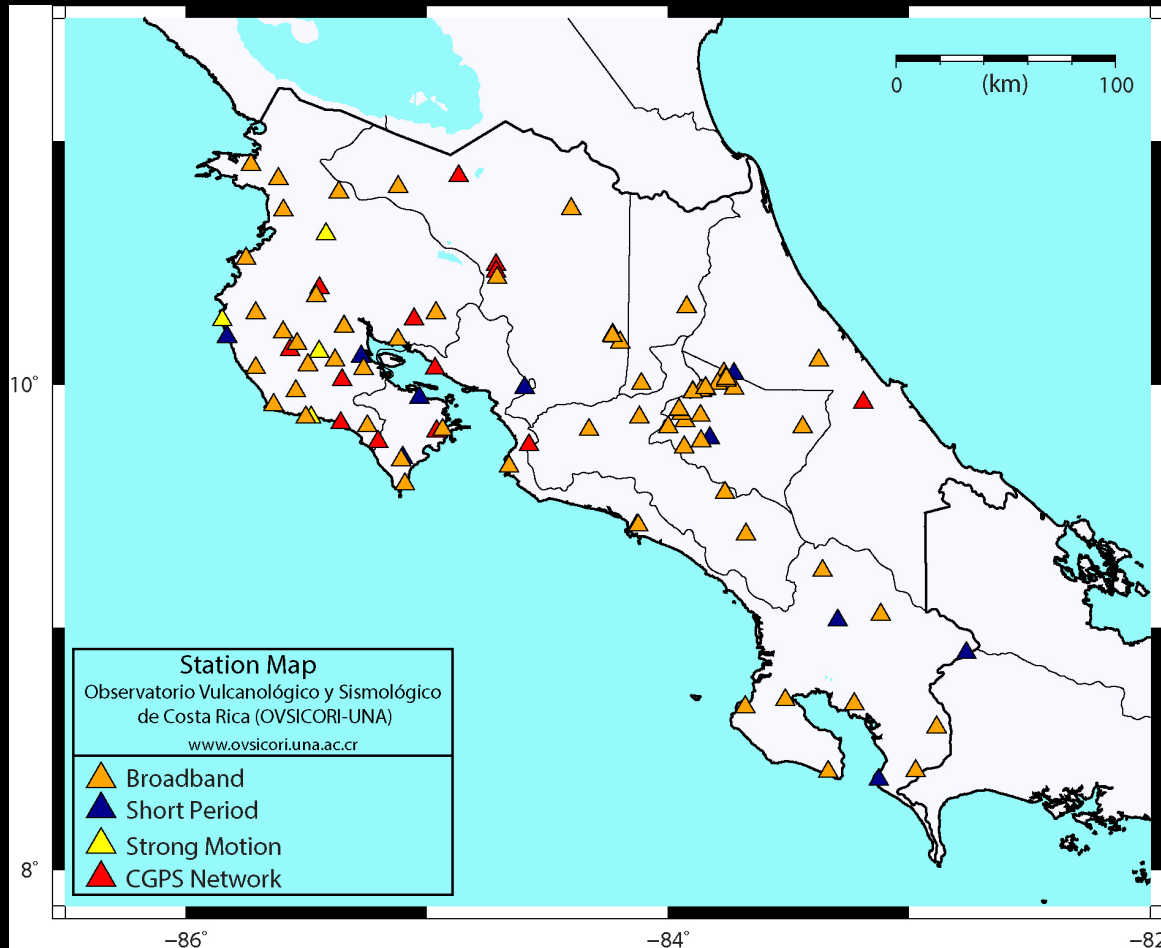 0 (km) 100
10°
Station Map
Observatorio Vulcanológico y Sismológico
de Costa Rica (OVSICORI-UNA)
www.ovsicori.una.ac.cr
Broadband
Short Period
Strong Motion
CGPS Network
8°
−86° −84° −82